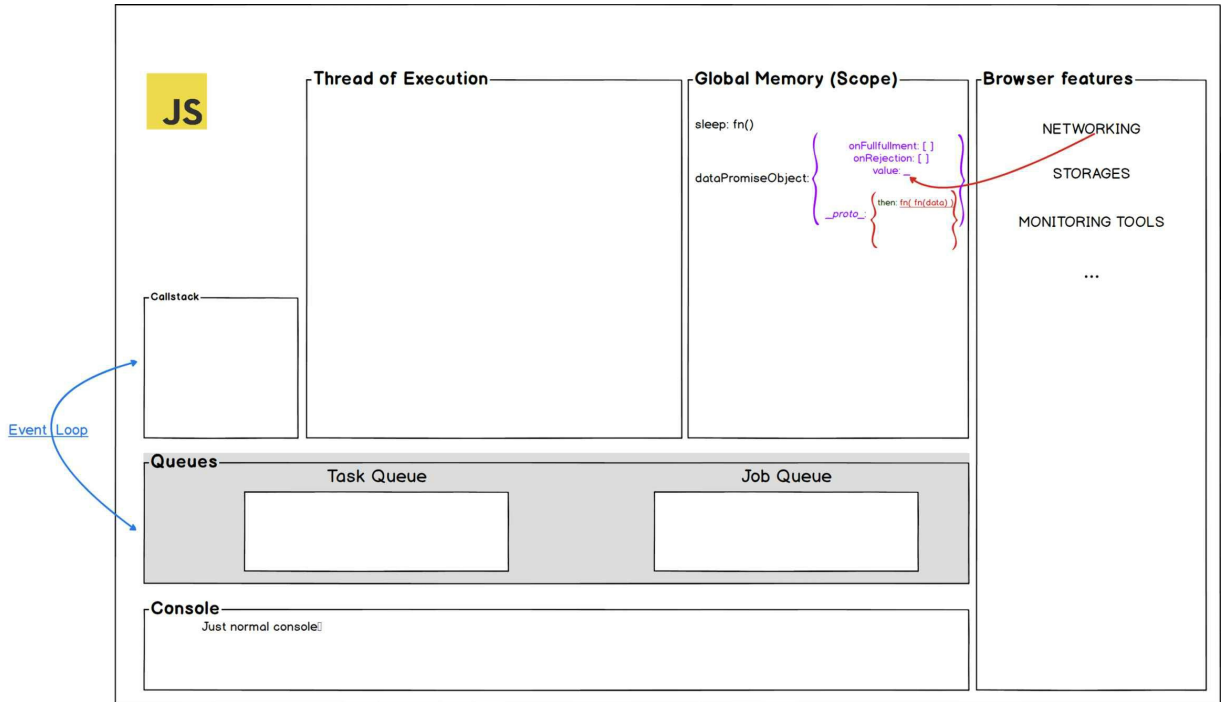 JS
Thread of Execution
Global Memory (Scope)
sleep: fn()
dataPromiseObject:
onFullfullment: [ ]
onRejection: [ ]
value: _
_proto_:
then: fn( fn(data) )
Browser features
NETWORKING
STORAGES
MONITORING TOOLS
...
Callstack
Event Loop
Queues
Task Queue
Job Queue
Console
Just normal console